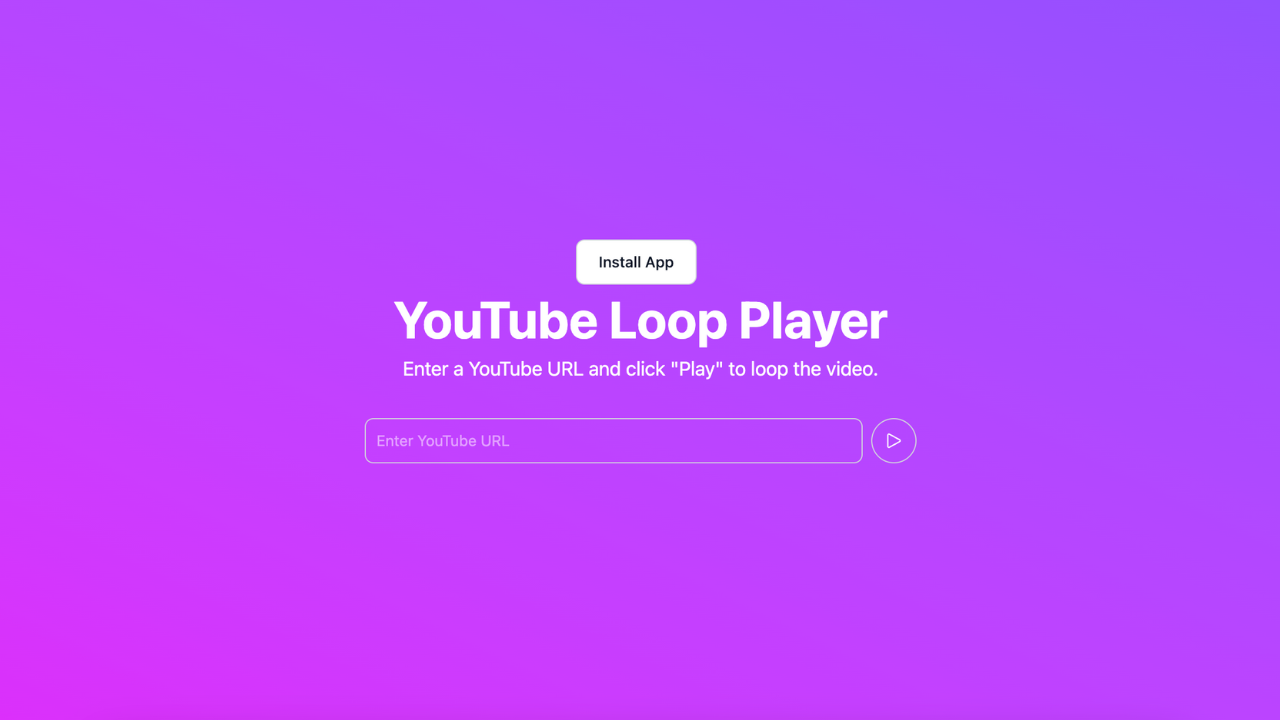 Install App
YouTube Loop Player
Enter a YouTube URL and click "Play" to loop the video.
Enter YouTube URL